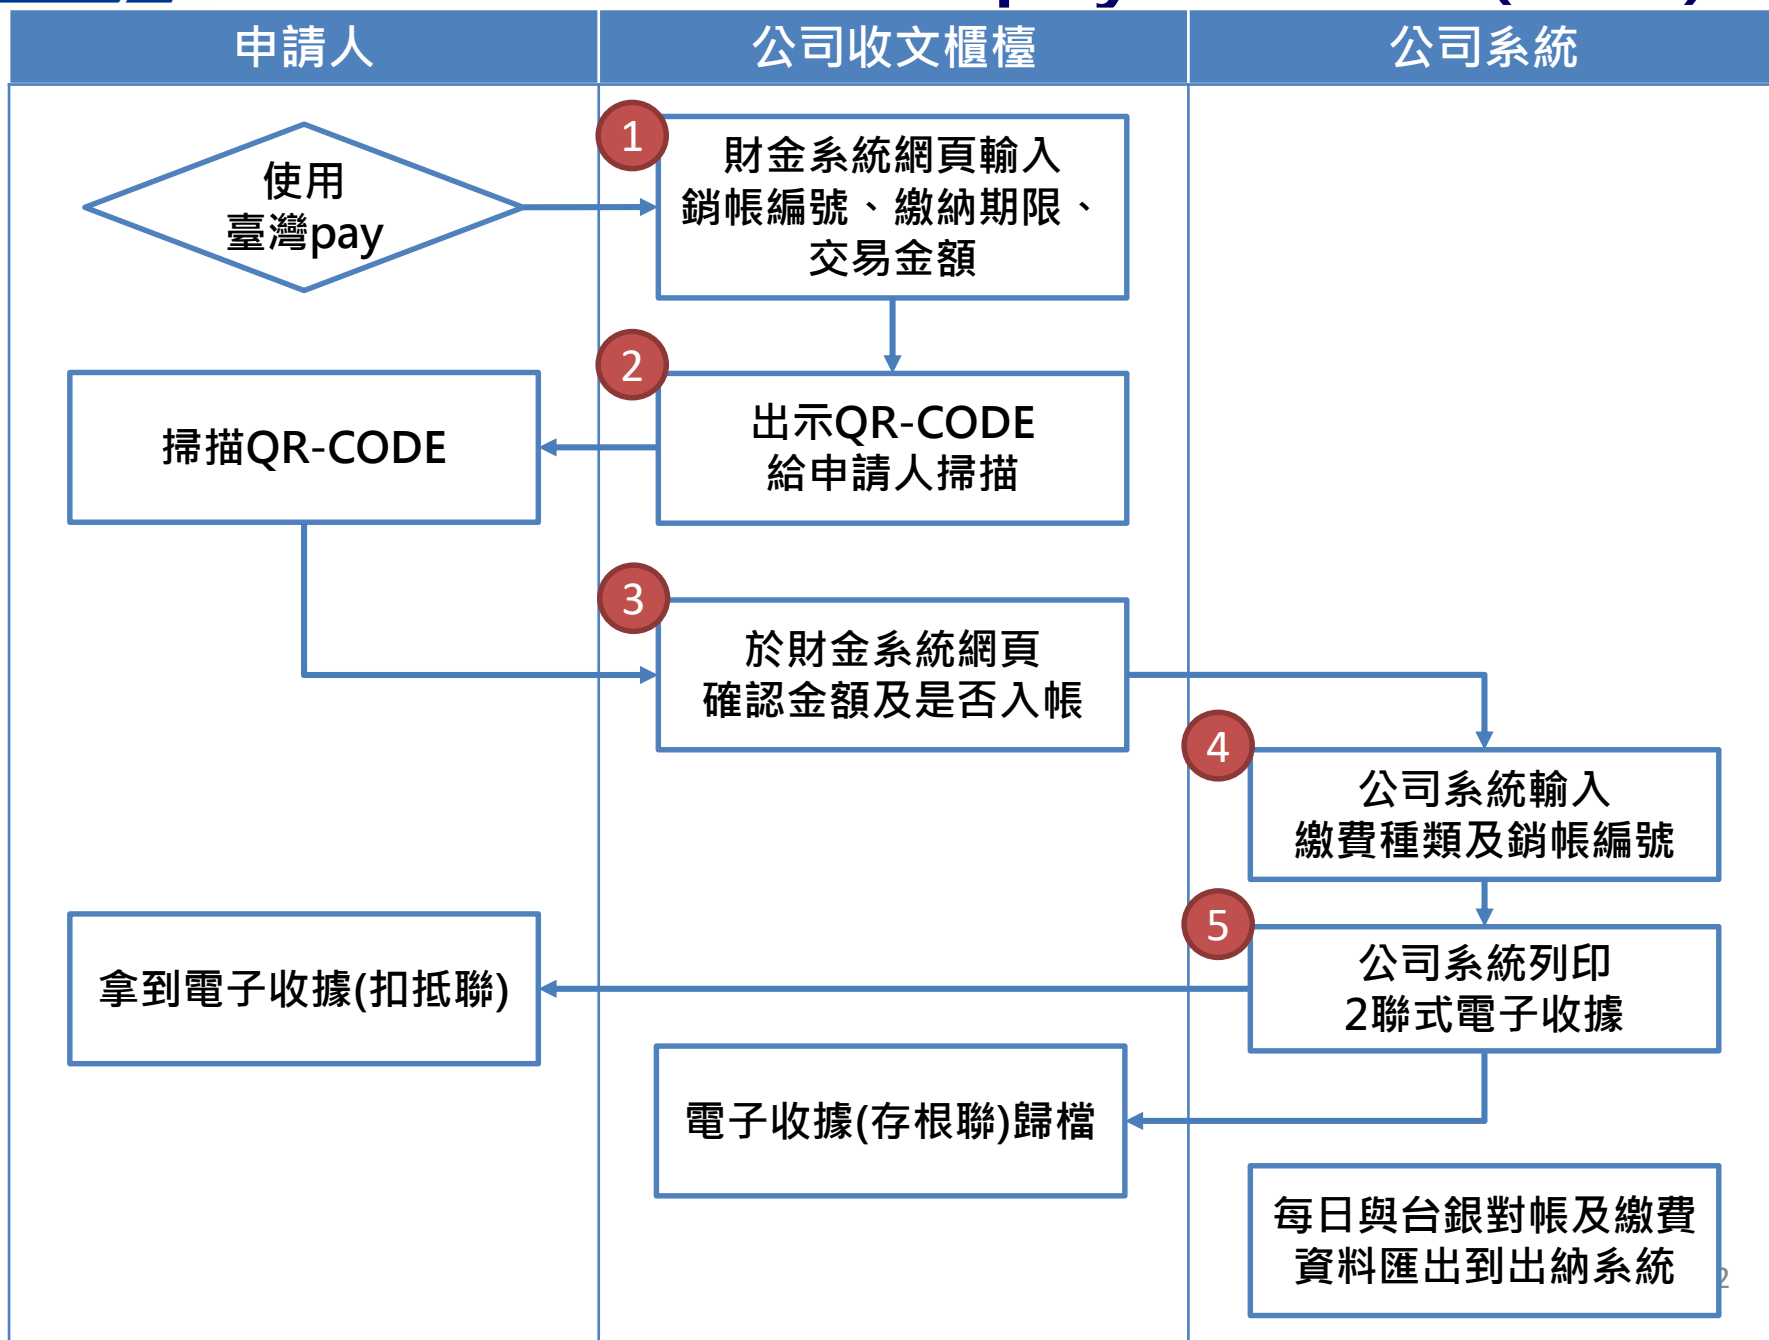 申請人
公司收文櫃檯
公司系統
使用
臺灣pay
1
財金系統網頁輸入
銷帳編號、繳納期限、
交易金額
2
出示QR-CODE
給申請人掃描
掃描QR-CODE
3
於財金系統網頁
確認金額及是否入帳
4
公司系統輸入
繳費種類及銷帳編號
5
公司系統列印
2聯式電子收據
拿到電子收據(扣抵聯)
電子收據(存根聯)歸檔
每日與台銀對帳及繳費
資料匯出到出納系統
2